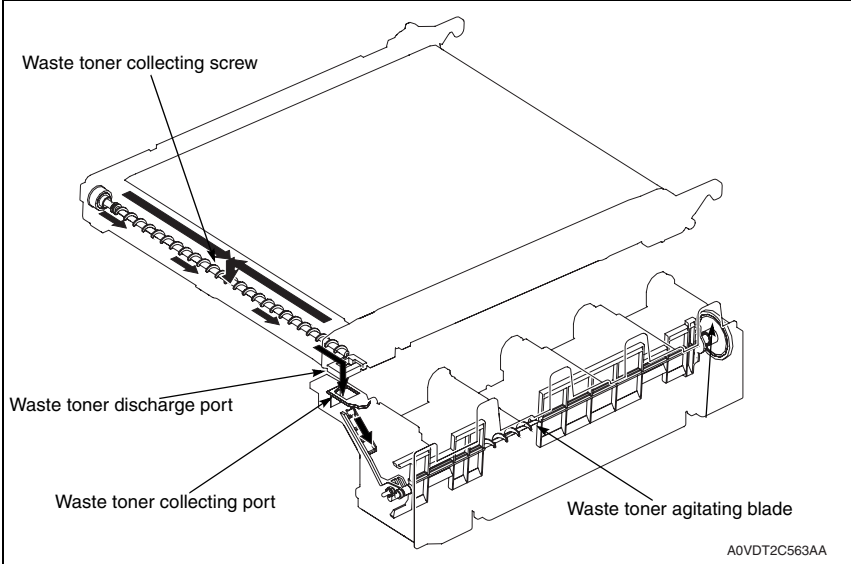 Waste toner collecting screw
Waste toner discharge port
Waste toner collecting port
Waste toner agitating blade
A0VDT2C563AA